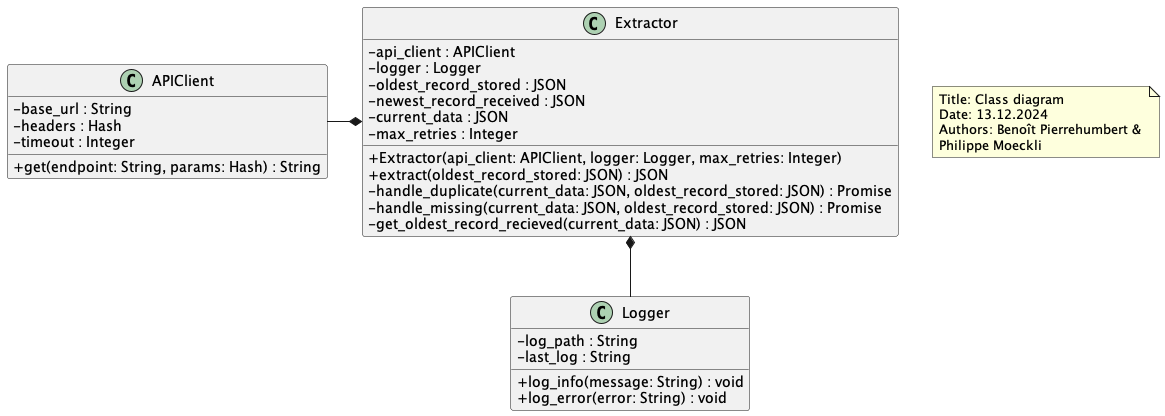 APIClient
-base_url : String
-headers : Hash
-timeout : Integer
+get(endpoint: String, params: Hash) : String
Extractor
-api_client : APIClient
-logger : Logger
-oldest_record_stored : JSON
-newest_record_received : JSON
-current_data : JSON
-max_retries : Integer
+Extractor(api_client: APIClient, logger: Logger, max_retries: Integer)
+extract(oldest_record_stored: JSON) : JSON
-handle_duplicate(current_data: JSON, oldest_record_stored: JSON) : Promise
-handle_missing(current_data: JSON, oldest_record_stored: JSON) : Promise
-get_oldest_record_recieved(current_data: JSON) : JSON
Title: Class diagram
Date: 13.12.2024
Authors: Benoît Pierrehumbert &
Philippe Moeckli
Logger
-log_path : String
-last_log : String
+log_info(message: String) : void
+log_error(error: String) : void